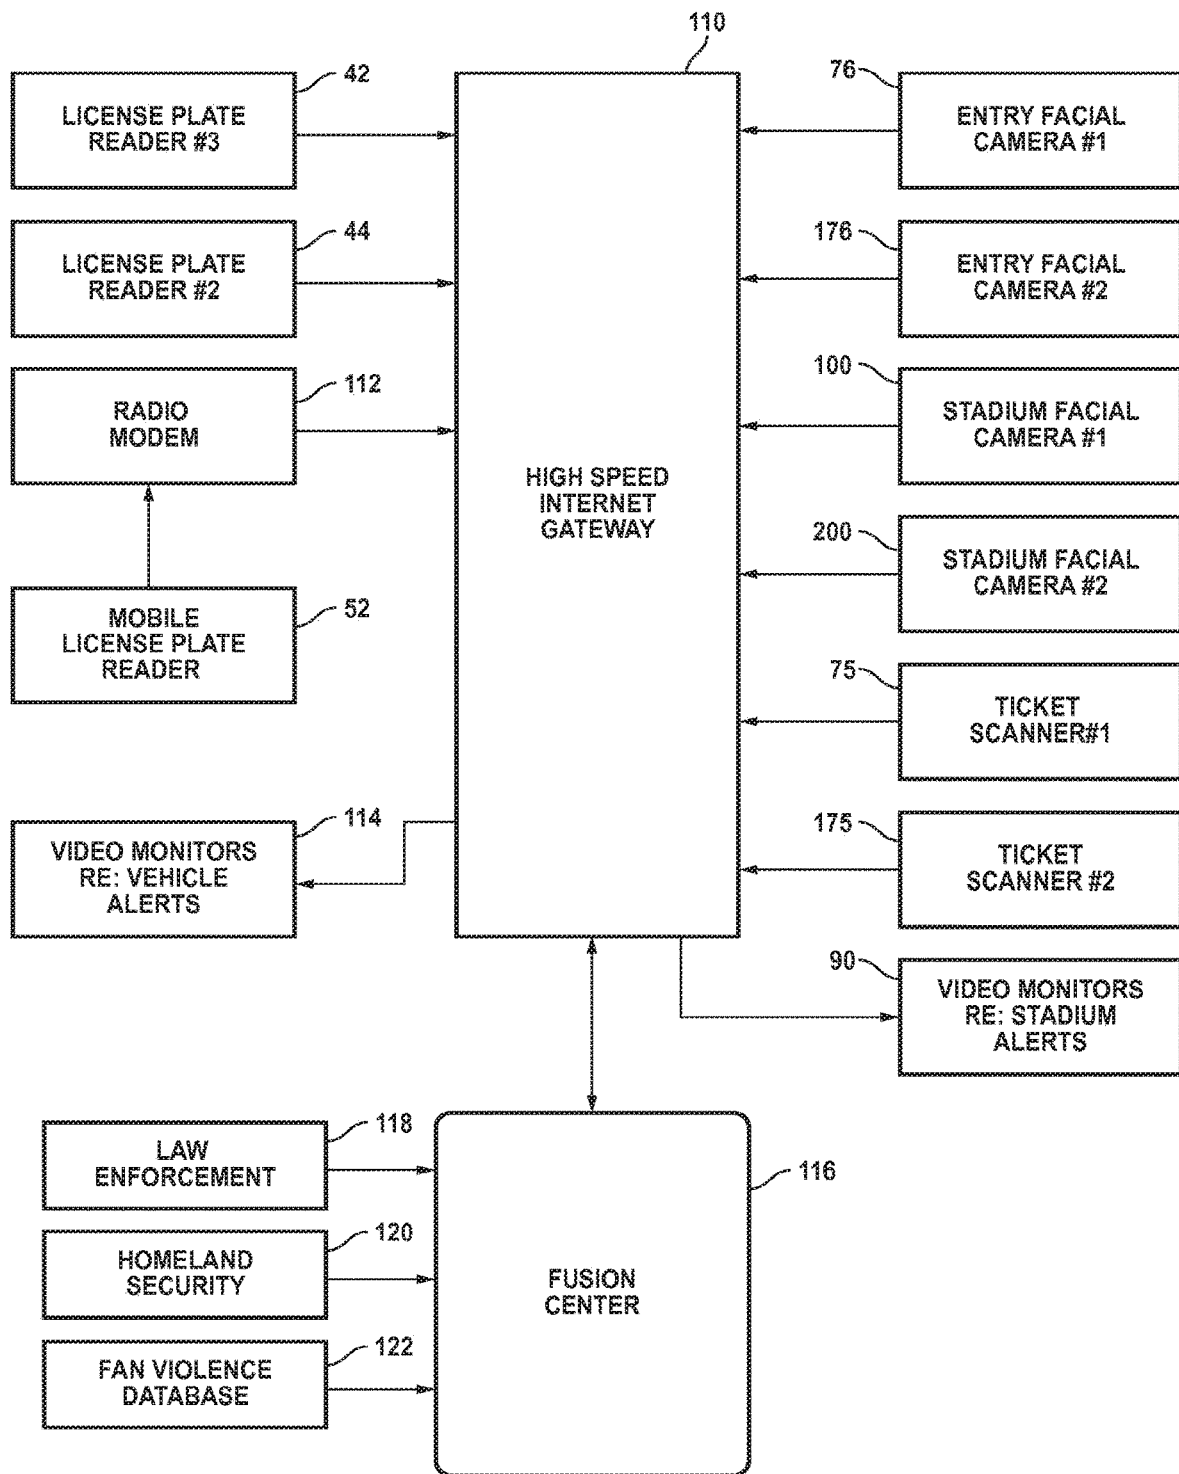 110
42
LICENSE PLATE
READER #3
76
ENTRY FACIAL
CAMERA #1
44
LICENSE PLATE
READER #2
176
ENTRY FACIAL
CAMERA #2
112
RADIO
MODEM
100
STADIUM FACIAL
CAMERA #1
HIGH SPEED
INTERNET
GATEWAY
200
STADIUM FACIAL
CAMERA #2
52
MOBILE
LICENSE PLATE
READER
75
TICKET
SCANNER#1
114
VIDEO MONITORS
RE: VEHICLE
ALERTS
175
TICKET
SCANNER #2
90
VIDEO MONITORS
RE: STADIUM
ALERTS
118
LAW
ENFORCEMENT
116
120
HOMELAND
SECURITY
FUSION
CENTER
122
FAN VIOLENCE
DATABASE